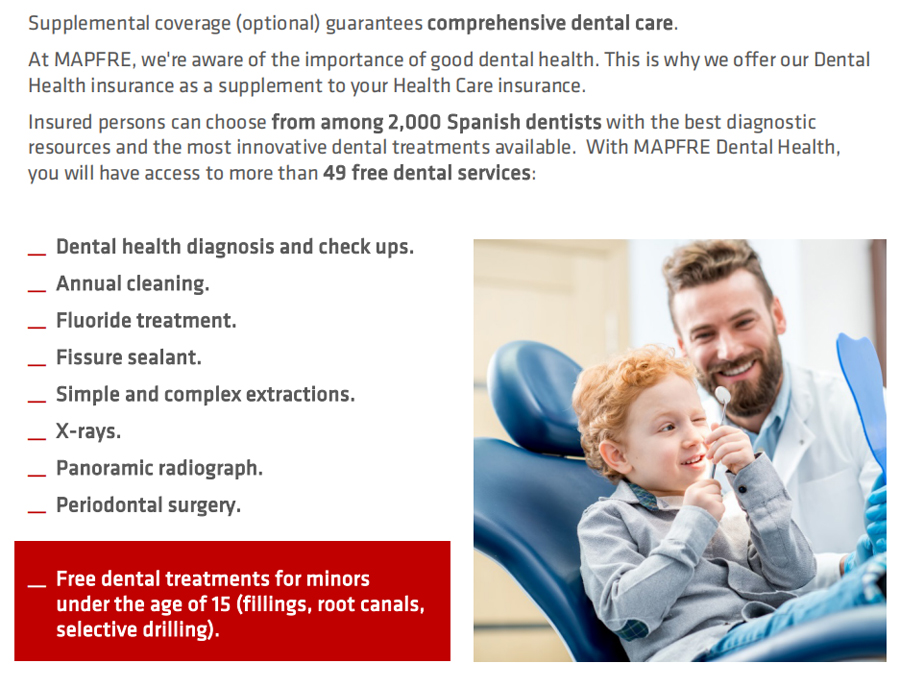 Supplemental coverage (optional) guarantees comprehensive dental care.
At MAPFRE, we're aware of the importance of good dental health. This is why we offer our Dental
Health insurance as a supplement to your Health Care insurance.
Insured persons can choose from among 2,000 Spanish dentists with the best diagnostic
resources and the most innovative dental treatments available. With MAPFRE Dental Health,
you will have access to more than 49 free dental services:
Dental health diagnosis and check ups.
Annual cleaning.
Fluoride treatment.
Fissure sealant.
Simple and complex extractions.
X-rays.
Panoramic radiograph.
Periodontal surgery.
Free dental treatments for minors
under the age of 15 (fillings, root canals,
selective drilling).